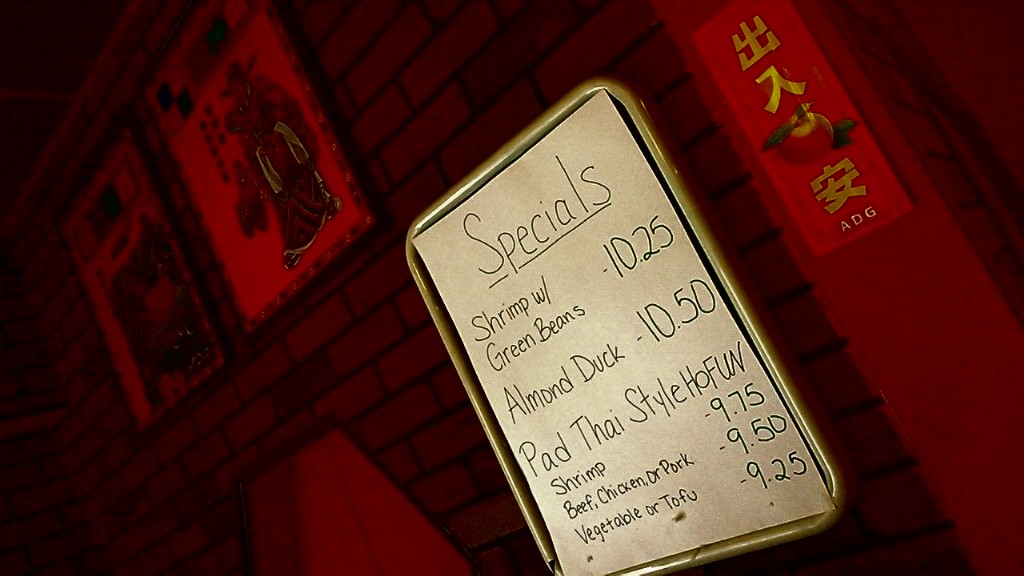 Specials
Shrimp w/
Green Beans -10.25
Almond Duck -10.50
Pad Thai Style HOFUN
Shrimp -9.75
Beef, Chicken, or Pork -9.50
Vegetable or Tofu -9.25
出
入
安
ADG